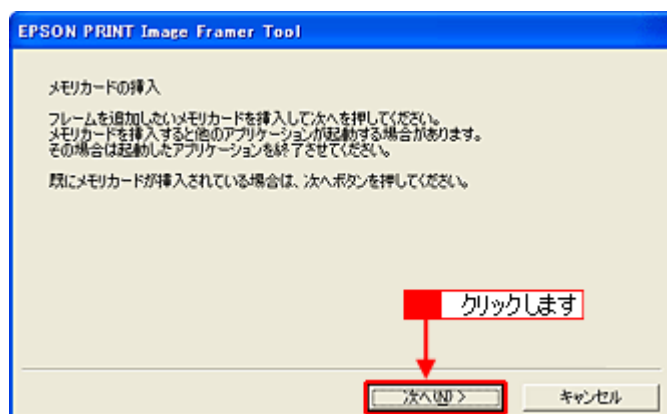 EPSON PRINT Image Framer Tool
メモリカードの挿入
フレームを追加したいメモリカードを挿入して次へを押してください。
メモリカードを挿入すると他のアプリケーションが起動する場合があります。
その場合は起動したアプリケーションを終了させてください。
既にメモリカードが挿入されている場合は、次へボタンを押してください。
クリックします
次へ(N) >
キャンセル